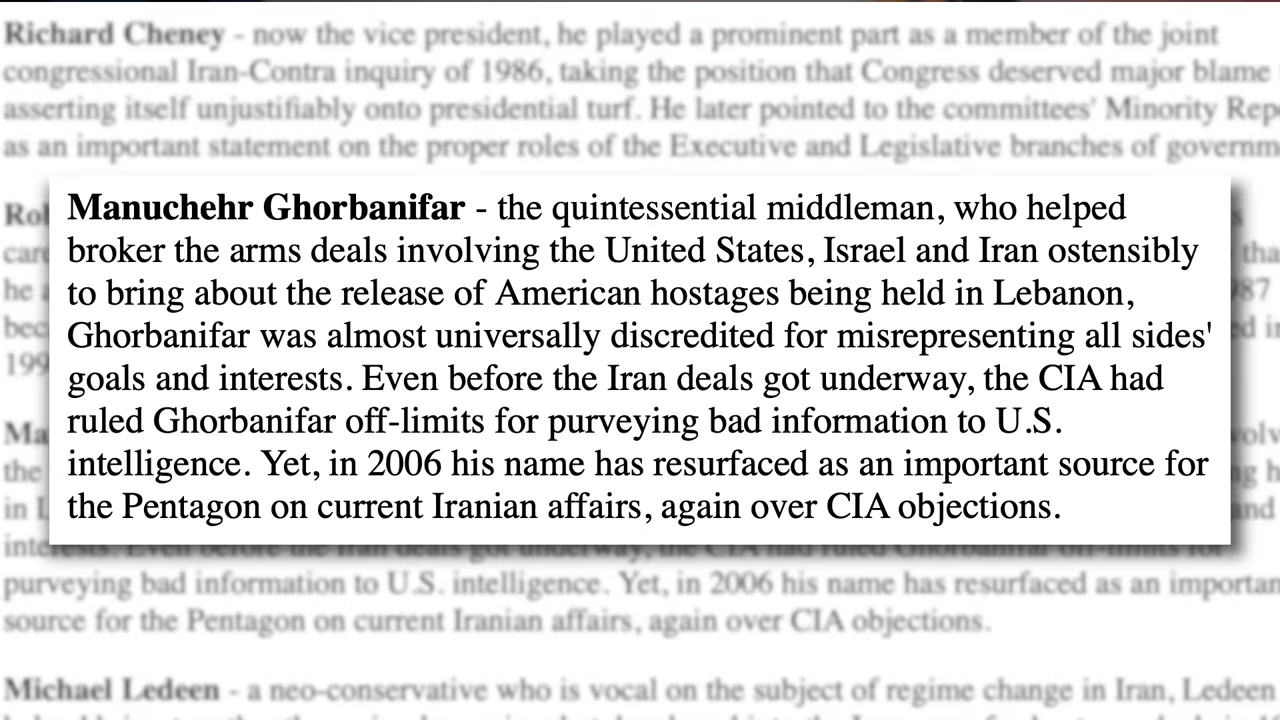 Richard Cheney - now the vice president, he played a prominent part as a member of the joint
congressional Iran-Contra inquiry of 1986, taking the position that Congress deserved major blame
asserting itself unjustifiably onto presidential turf. He later pointed to the committees' Minority Rep
as an important statement on the proper roles of the Executive and Legislative branches of governm
Manuchehr Ghorbanifar - the quintessential middleman, who helped
broker the arms deals involving the United States, Israel and Iran ostensibly
to bring about the release of American hostages being held in Lebanon,
Ghorbanifar was almost universally discredited for misrepresenting all sides'
goals and interests. Even before the Iran deals got underway, the CIA had
ruled Ghorbanifar off-limits for purveying bad information to U.S.
intelligence. Yet, in 2006 his name has resurfaced as an important source for
the Pentagon on current Iranian affairs, again over CIA objections.
purveying bad information to U.S. intelligence. Yet, in 2006 his name has resurfaced as an importan
source for the Pentagon on current Iranian affairs, again over CIA objections.
Michael Ledeen - a neo-conservative who is vocal on the subject of regime change in Iran, Ledeen